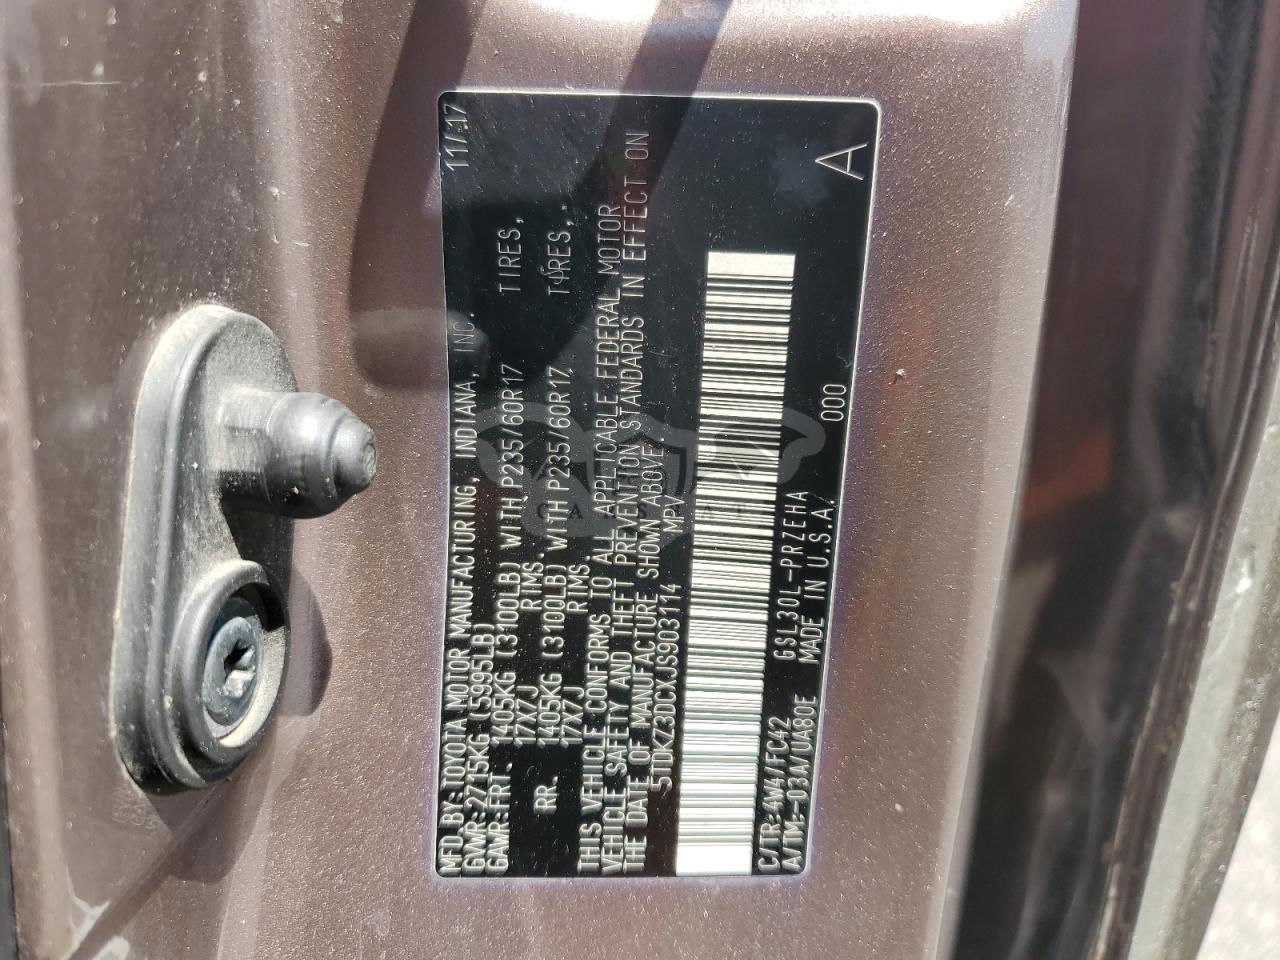 MFD.BY:TOYOTA MOTOR MANUFACTURING, INDIANA, INC. 11/17
GVWR:2715KG (5995LB)
GAWR:FRT. 1405KG (3100LB) WITH P235/60R17 TIRES,
17X7J RIMS.
RR. 1405KG (3100LB) WITH P235/60R17, TIRES,
17X7J RIMS
THIS VEHICLE CONFORMS TO ALL APPLICABLE FEDERAL MOTOR
VEHICLE SAFETY AND THEFT PREVENTION STANDARDS IN EFFECT ON
THE DATE OF MANUFACTURE SHOWN ABOVE.
5TDKZ3DCXJS903114 MPV
C/TR:4W4/FC42 GSL30L-PRZEHA 000 A
A/TM:-03A/UA80E MADE IN U.S.A.